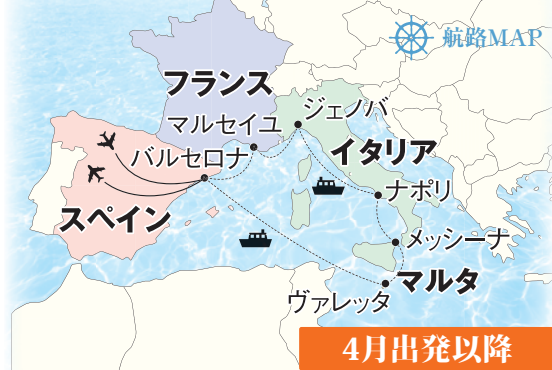 航路MAP
フランス
ジェノバ
マルセイユ
イタリア
バルセロナ
ナポリ
スペイン
メッシーナ
マルタ
ヴァレッタ
4月出発以降